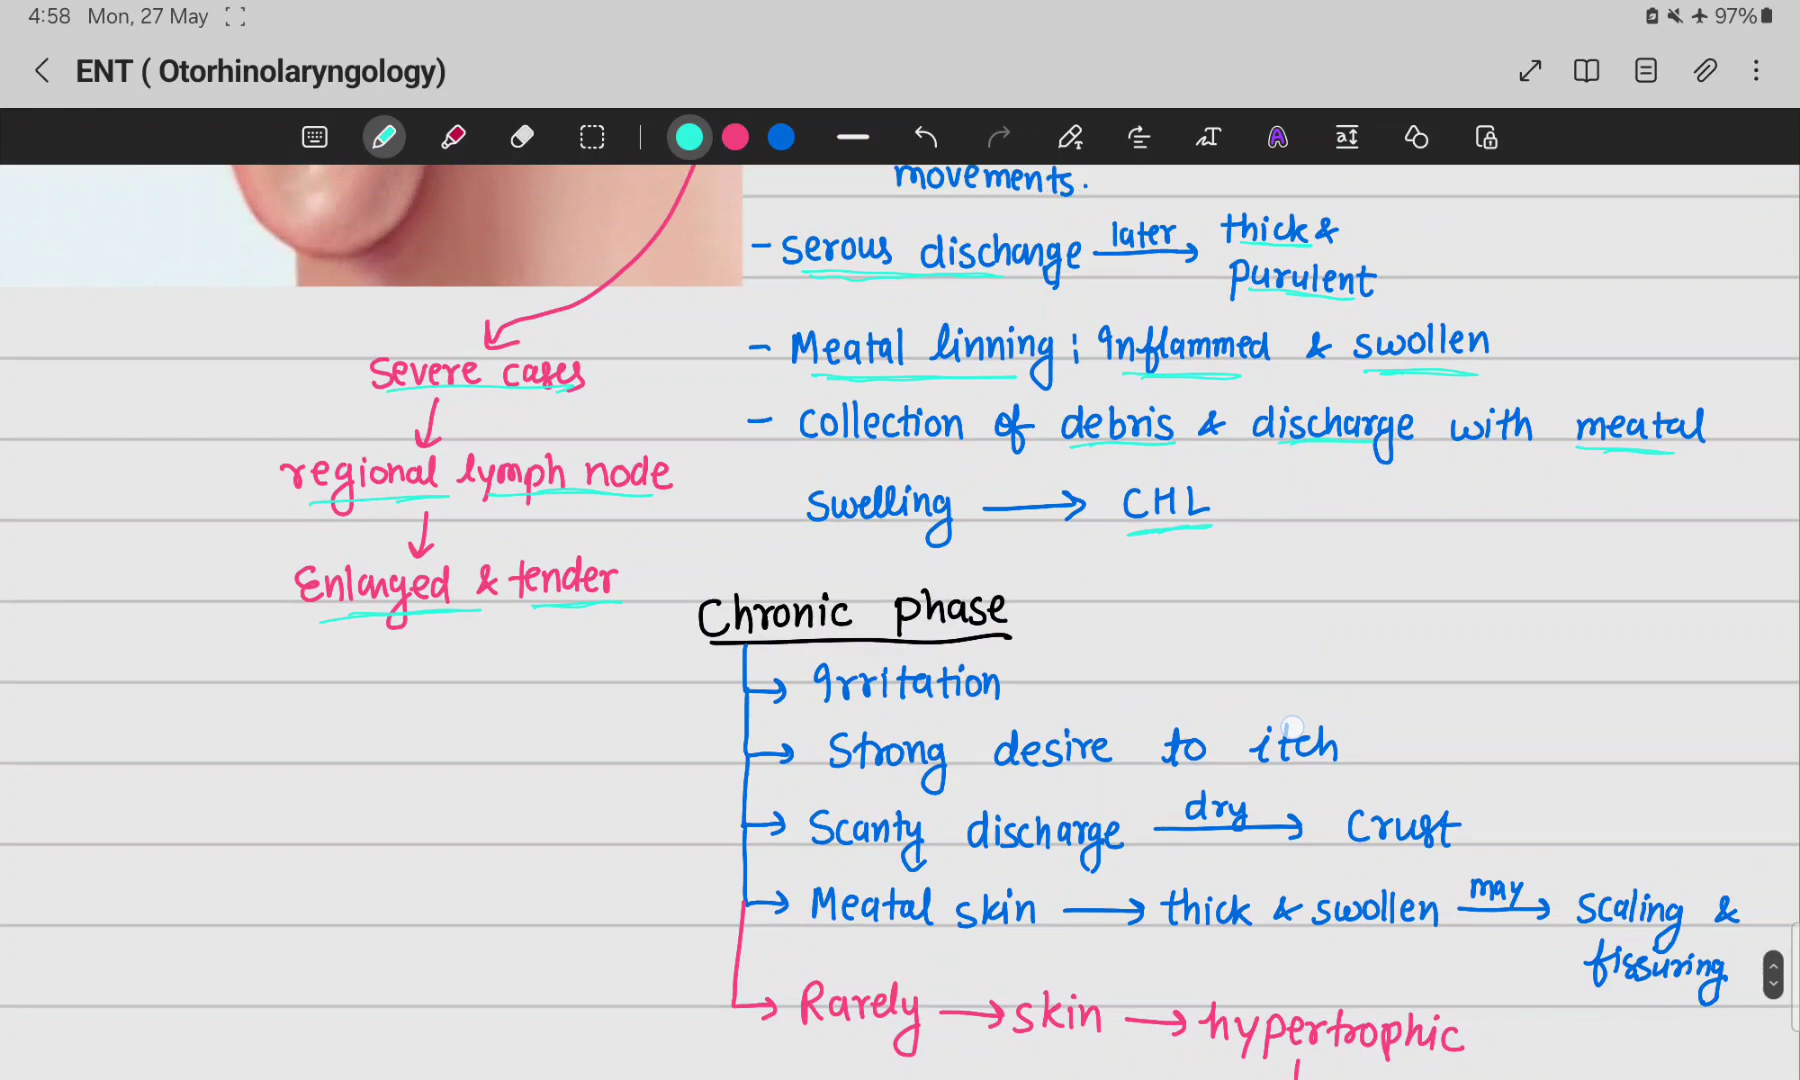 4:58 Mon, 27 May
97%
ENT ( Otorhinolaryngology)
movements.
- Serous discharge later → thick &
purulent
- Meatal linning : Inflammed & swollen
- Collection of debris & discharge with meatal
Swelling → CHL
Severe cases
↓
regional lymph node
↓
Enlarged & tender
Chronic phase
→ Irritation
→ Strong desire to itch
→ Scanty discharge dry → Crust
→ Meatal skin → thick & swollen may → Scaling &
fissuring
→ Rarely → skin → hypertrophic